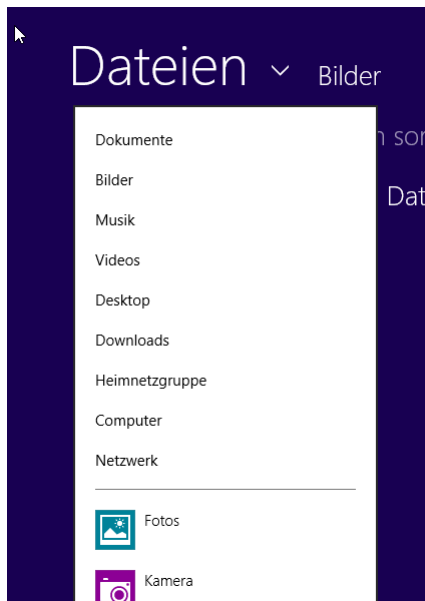 Dateien Bilder
Dokumente
Bilder
Musik
Videos
Desktop
Downloads
Heimnetzgruppe
Computer
Netzwerk
Fotos
Kamera